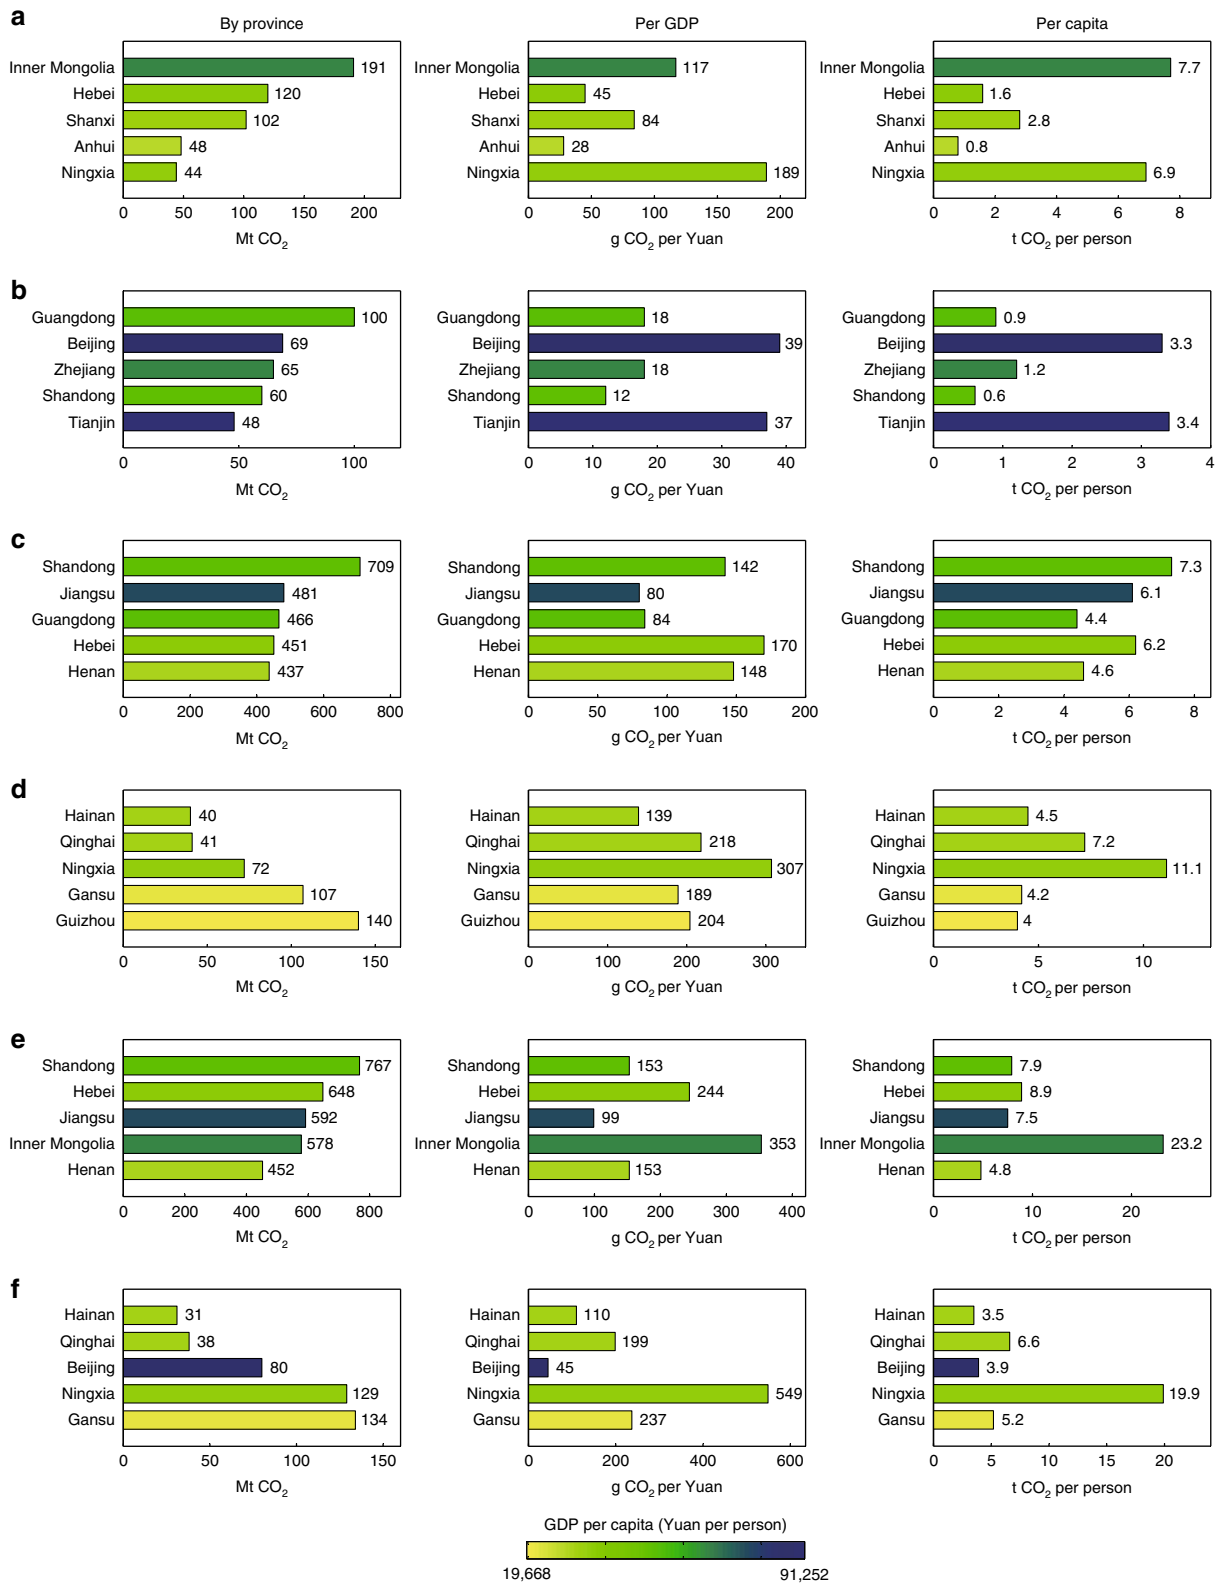 a
By province
Per GDP
Per capita
Inner Mongolia 191
Hebei 120
Shanxi 102
Anhui 48
Ningxia 44
0 50 100 150 200
Mt CO2
Inner Mongolia 117
Hebei 45
Shanxi 84
Anhui 28
Ningxia 189
0 50 100 150 200
g CO2 per Yuan
Inner Mongolia 7.7
Hebei 1.6
Shanxi 2.8
Anhui 0.8
Ningxia 6.9
0 2 4 6 8
t CO2 per person
b
Guangdong 100
Beijing 69
Zhejiang 65
Shandong 60
Tianjin 48
0 50 100
Mt CO2
Guangdong 18
Beijing 39
Zhejiang 18
Shandong 12
Tianjin 37
0 10 20 30 40
g CO2 per Yuan
Guangdong 0.9
Beijing 3.3
Zhejiang 1.2
Shandong 0.6
Tianjin 3.4
0 1 2 3 4
t CO2 per person
c
Shandong 709
Jiangsu 481
Guangdong 466
Hebei 451
Henan 437
0 200 400 600 800
Mt CO2
Shandong 142
Jiangsu 80
Guangdong 84
Hebei 170
Henan 148
0 50 100 150 200
g CO2 per Yuan
Shandong 7.3
Jiangsu 6.1
Guangdong 4.4
Hebei 6.2
Henan 4.6
0 2 4 6 8
t CO2 per person
d
Hainan 40
Qinghai 41
Ningxia 72
Gansu 107
Guizhou 140
0 50 100 150
Mt CO2
Hainan 139
Qinghai 218
Ningxia 307
Gansu 189
Guizhou 204
0 100 200 300
g CO2 per Yuan
Hainan 4.5
Qinghai 7.2
Ningxia 11.1
Gansu 4.2
Guizhou 4
0 5 10
t CO2 per person
e
Shandong 767
Hebei 648
Jiangsu 592
Inner Mongolia 578
Henan 452
0 200 400 600 800
Mt CO2
Shandong 153
Hebei 244
Jiangsu 99
Inner Mongolia 353
Henan 153
0 100 200 300 400
g CO2 per Yuan
Shandong 7.9
Hebei 8.9
Jiangsu 7.5
Inner Mongolia 23.2
Henan 4.8
0 10 20
t CO2 per person
f
Hainan 31
Qinghai 38
Beijing 80
Ningxia 129
Gansu 134
0 50 100 150
Mt CO2
Hainan 110
Qinghai 199
Beijing 45
Ningxia 549
Gansu 237
0 200 400 600
g CO2 per Yuan
Hainan 3.5
Qinghai 6.6
Beijing 3.9
Ningxia 19.9
Gansu 5.2
0 5 10 15 20
t CO2 per person
GDP per capita (Yuan per person)
19,668 91,252